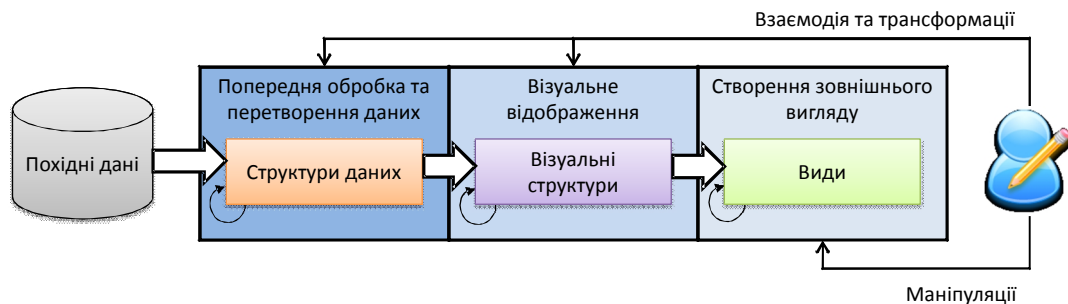 Взаємодія та трансформації
Попередня обробка та
перетворення даних
Візуальне
відображення
Створення зовнішнього
вигляду
Похідні дані
Структури даних
Візуальні
структури
Види
Маніпуляції